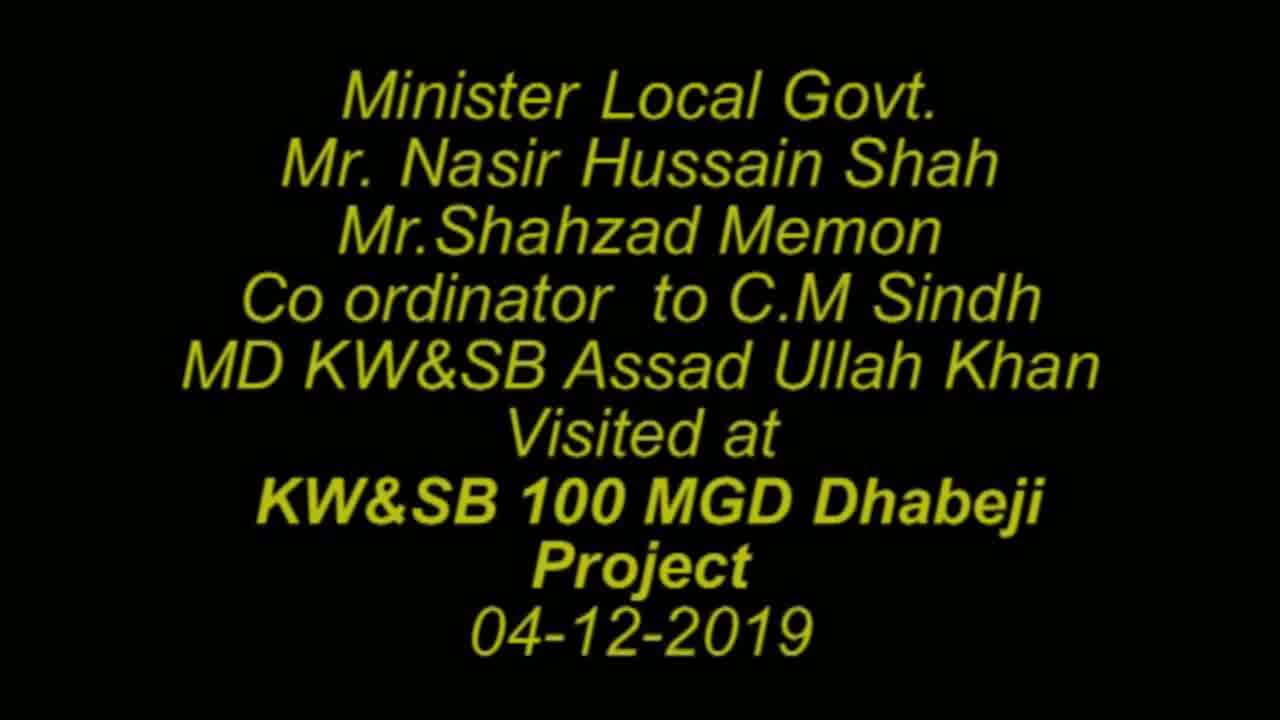 Minister Local Govt.
Mr. Nasir Hussain Shah
Mr.Shahzad Memon
Co ordinator  to C.M Sindh
MD KW&SB Assad Ullah Khan
Visited at
KW&SB 100 MGD Dhabeji
Project
04-12-2019